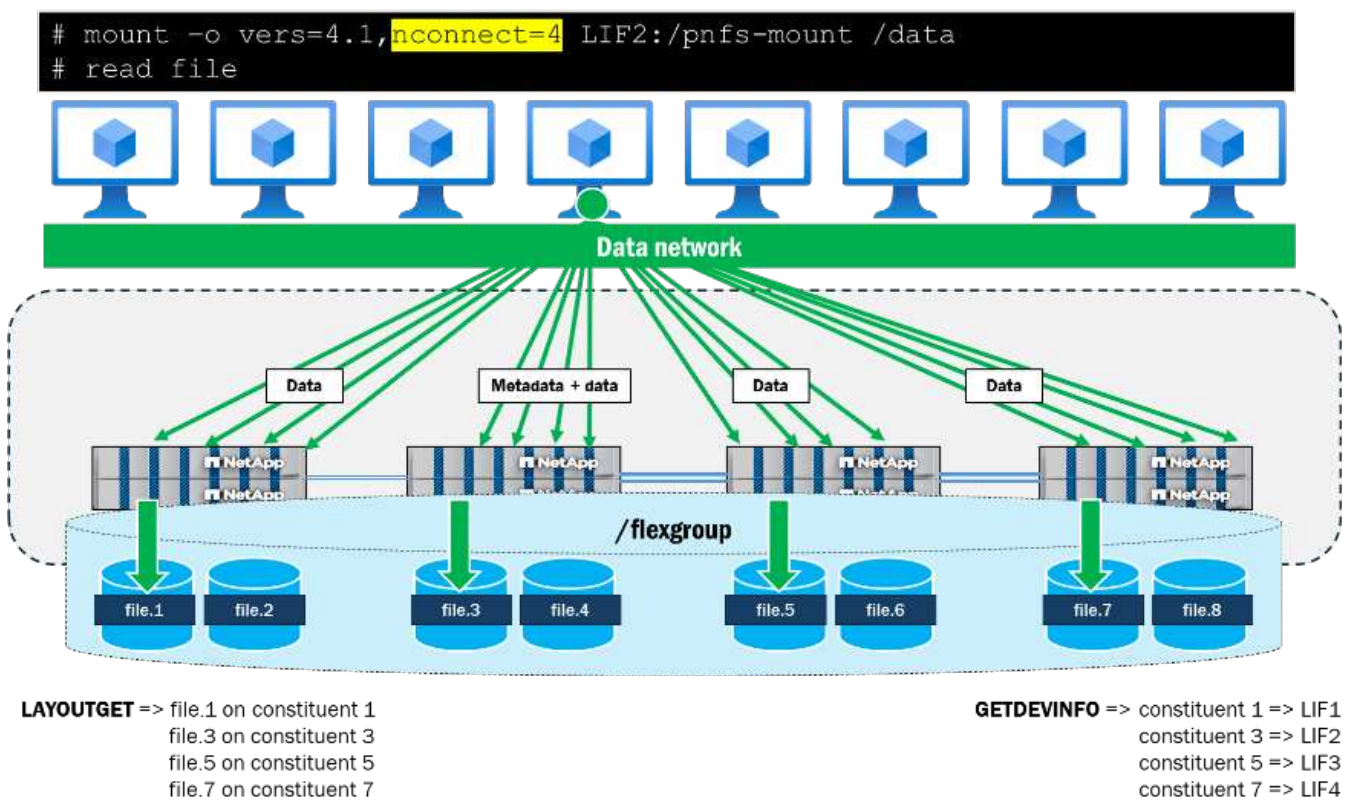 # mount -o vers=4.1,nconnect=4 LIF2:/pnfs-mount /data
# read file
Data network
Data
Metadata + data
Data
Data
NetApp
NetApp
NetApp
NetApp
NetApp
NetApp
NetApp
NetApp
/flexgroup
file.1
file.2
file.3
file.4
file.5
file.6
file.7
file.8
LAYOUTGET => file.1 on constituent 1
file.3 on constituent 3
file.5 on constituent 5
file.7 on constituent 7
GETDEVINFO => constituent 1 => LIF1
constituent 3 => LIF2
constituent 5 => LIF3
constituent 7 => LIF4